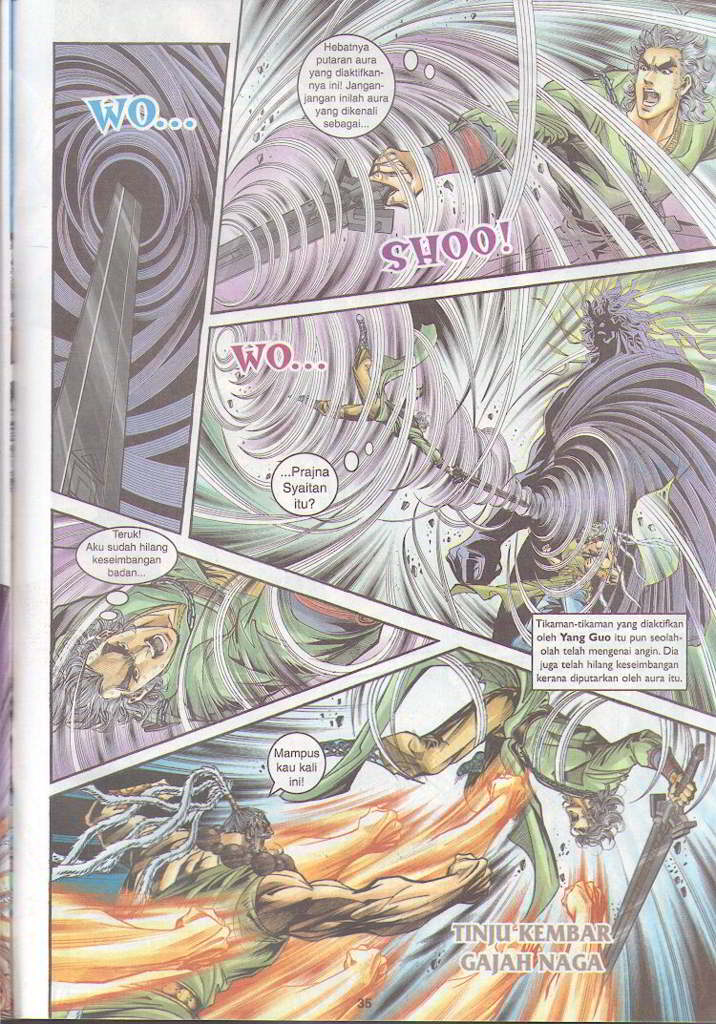 WO...
Hebatnya
putaran aura
yang diaktifkan-
nya ini! Jangan-
jangan inilah aura
yang dikenali
sebagai...
SHOO!
WO...
...Prajna
Syaitan
itu?
Tikaman-tikaman yang diaktifkan
oleh Yang Guo itu pun seolah-
olah telah mengenai angin. Dia
juga telah hilang keseimbangan
kerana diputarkan oleh aura itu.
Teruk!
Aku sudah hilang
keseimbangan
badan...
Mampus
kau kali
ini!
TINJU KEMBAR
GAJAH NAGA
35